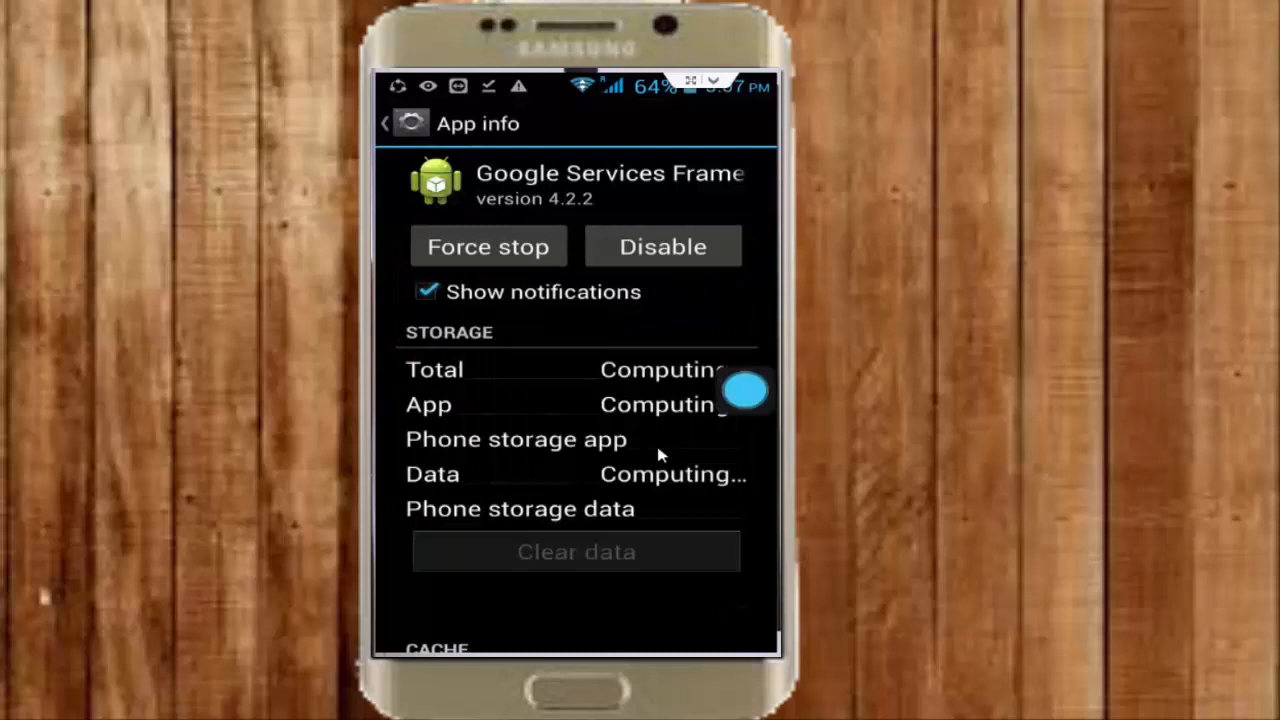 SAMSUNG
64%
PM
App info
Google Services Frame
version 4.2.2
Force stop
Disable
Show notifications
STORAGE
Total
Computing
App
Computing
Phone storage app
Data
Computing...
Phone storage data
Clear data
CACHE